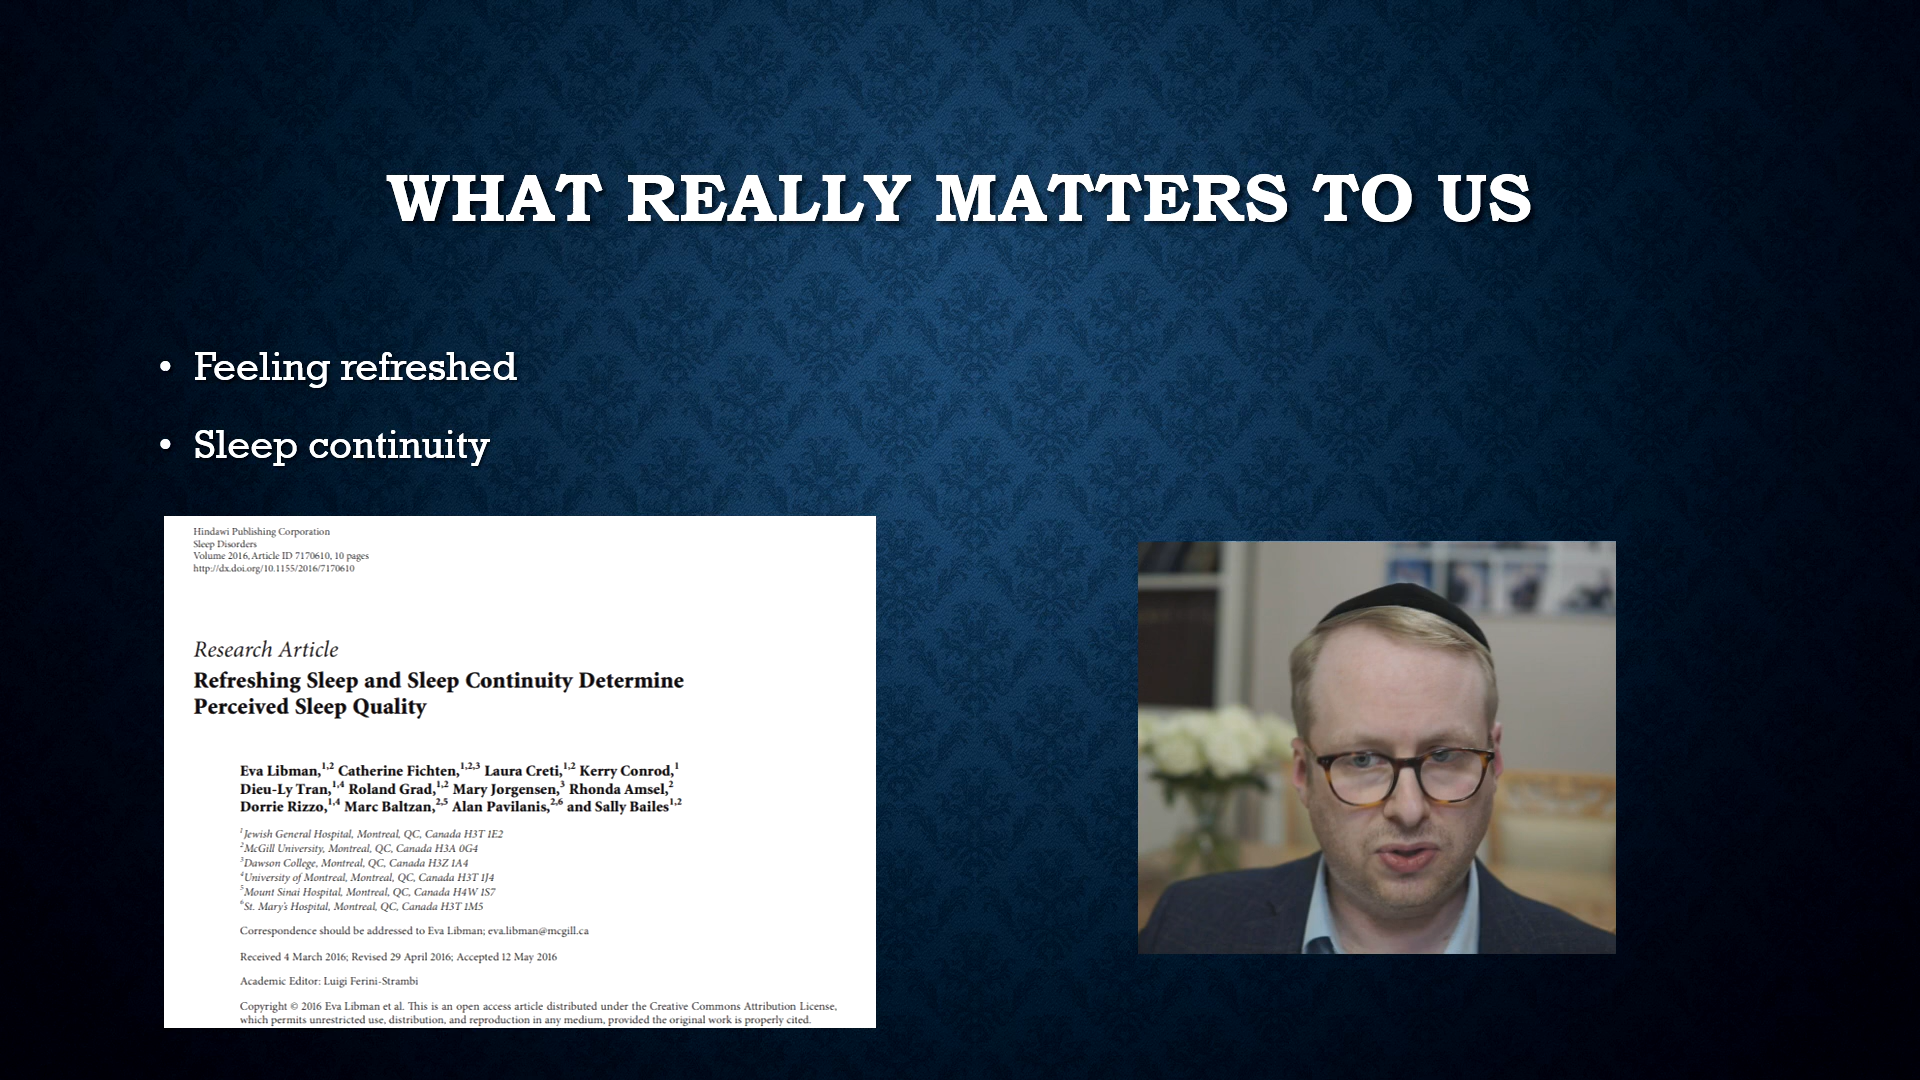 WHAT REALLY MATTERS TO US
• Feeling refreshed
• Sleep continuity
Hindawi Publishing Corporation
Sleep Disorders
Volume 2016, Article ID 7170610, 10 pages
http://dx.doi.org/10.1155/2016/7170610
Research Article
Refreshing Sleep and Sleep Continuity Determine
Perceived Sleep Quality
Eva Libman,1,2 Catherine Fichten,1,2,3 Laura Creti,1,2 Kerry Conrod,1
Dieu-Ly Tran,1,4 Roland Grad,1,2 Mary Jorgensen,3 Rhonda Amsel,2
Dorrie Rizzo,1,4 Marc Baltzan,2,5 Alan Pavilanis,2,6 and Sally Bailes1,2
1Jewish General Hospital, Montreal, QC, Canada H3T 1E2
2McGill University, Montreal, QC, Canada H3A 0G4
3Dawson College, Montreal, QC, Canada H3Z 1A4
4University of Montreal, Montreal, QC, Canada H3T 1J4
5Mount Sinai Hospital, Montreal, QC, Canada H4W 1S7
6St. Mary's Hospital, Montreal, QC, Canada H3T 1M5
Correspondence should be addressed to Eva Libman; eva.libman@mcgill.ca
Received 4 March 2016; Revised 29 April 2016; Accepted 12 May 2016
Academic Editor: Luigi Ferini-Strambi
Copyright © 2016 Eva Libman et al. This is an open access article distributed under the Creative Commons Attribution License,
which permits unrestricted use, distribution, and reproduction in any medium, provided the original work is properly cited.